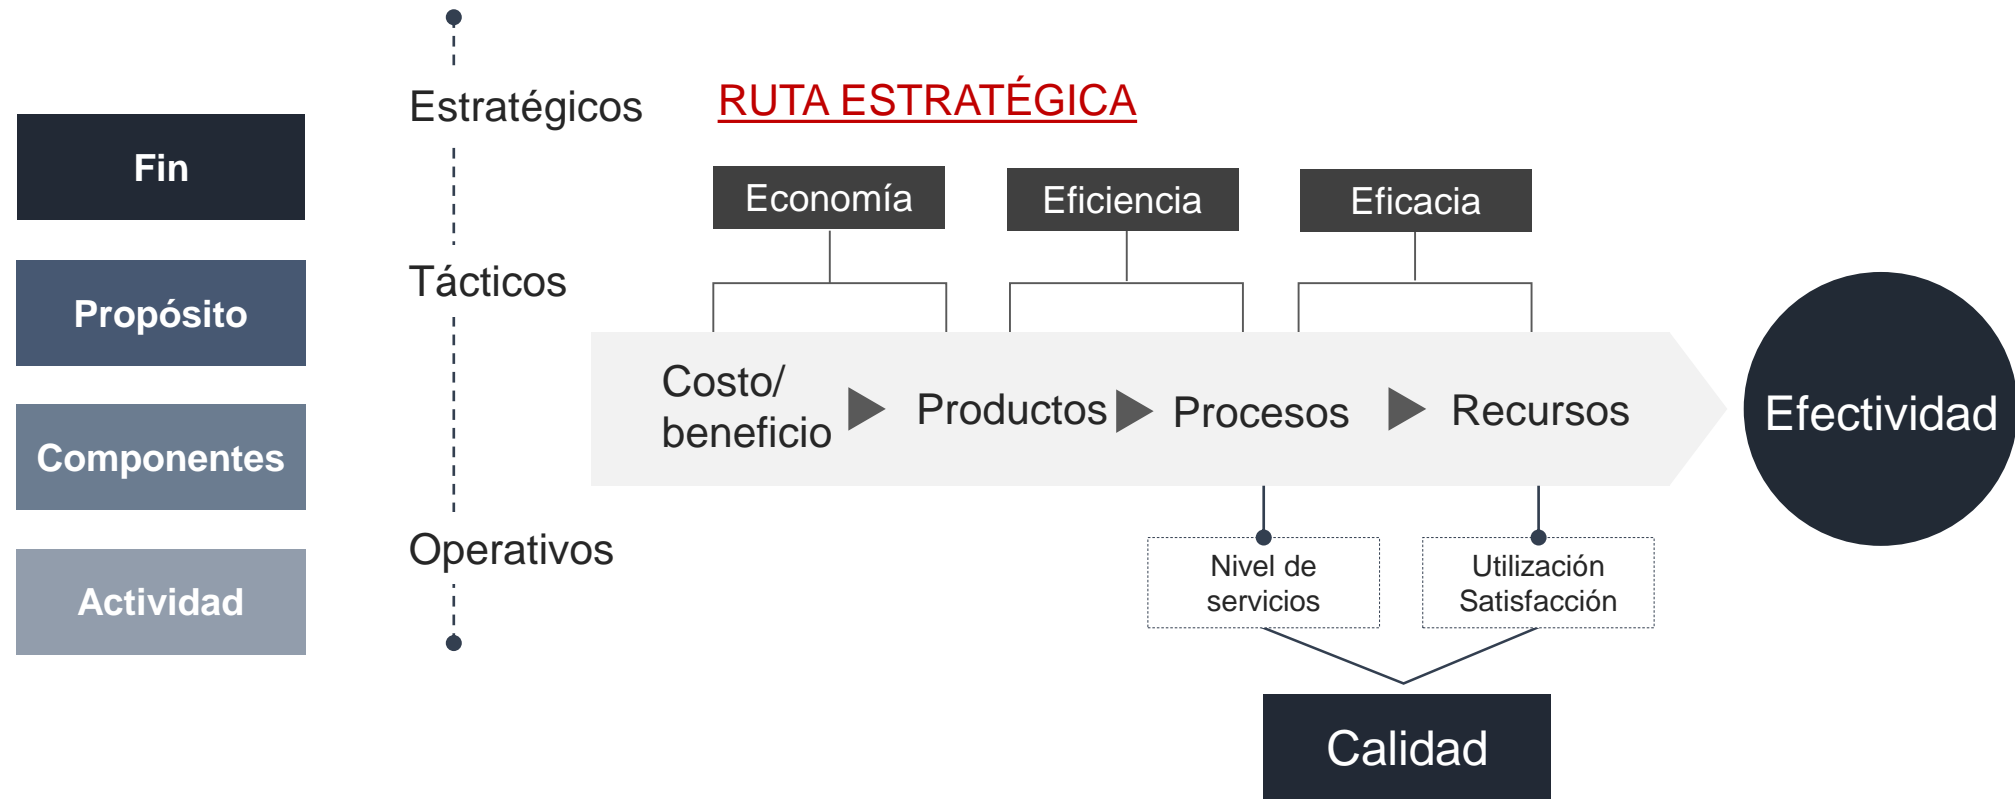 Fin
Propósito
Componentes
Actividad
Estratégicos
Tácticos
Operativos
RUTA ESTRATÉGICA
Economía
Eficiencia
Eficacia
Costo/
beneficio
Productos
Procesos
Recursos
Efectividad
Nivel de
servicios
Utilización
Satisfacción
Calidad